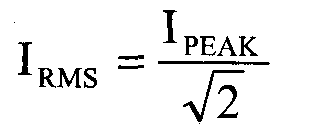 I_RMS = I_PEAK / √2